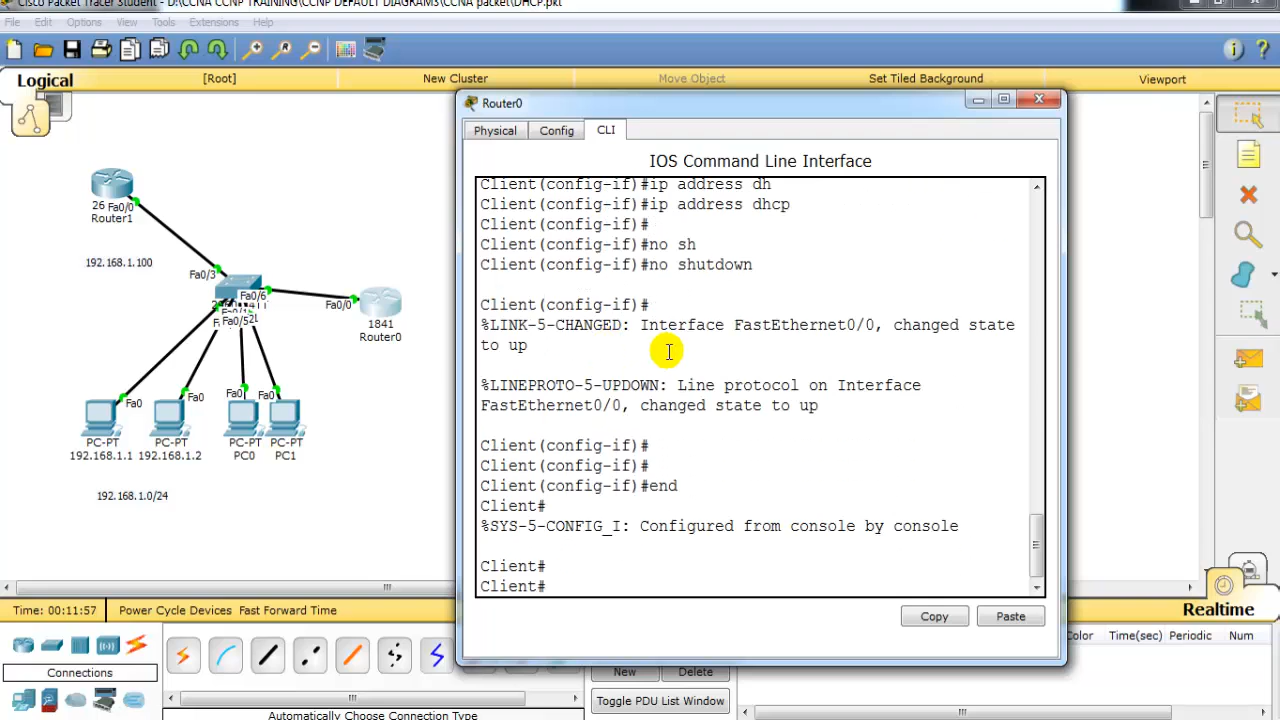 Cisco Packet Tracer Student - D:\CCNA CCNP TRAINING\CCNP DEFAULT DIAGRAMS\CCNA packet\DHCP.pkt
File Edit Options View Tools Extensions Help
Logical [Root] New Cluster Move Object Set Tiled Background Viewport
Router0
Physical Config CLI
IOS Command Line Interface
Client(config-if)#ip address dh
Client(config-if)#ip address dhcp
Client(config-if)#
Client(config-if)#no sh
Client(config-if)#no shutdown
Client(config-if)#
%LINK-5-CHANGED: Interface FastEthernet0/0, changed state
to up
%LINEPROTO-5-UPDOWN: Line protocol on Interface
FastEthernet0/0, changed state to up
Client(config-if)#
Client(config-if)#
Client(config-if)#end
Client#
%SYS-5-CONFIG_I: Configured from console by console
Client#
Client#
Copy Paste
26 Fa0/0
Router1
192.168.1.100
Fa0/3
Fa0/6
Fa0/0
1841
Router0
Fa0/5
Fa0 Fa0 Fa0 Fa0
PC-PT PC-PT PC-PT PC-PT
192.168.1.1 192.168.1.2 PC0 PC1
192.168.1.0/24
Time: 00:11:57 Power Cycle Devices Fast Forward Time
Realtime
Connections
Automatically Choose Connection Type
New Delete
Toggle PDU List Window
Color Time(sec) Periodic Num